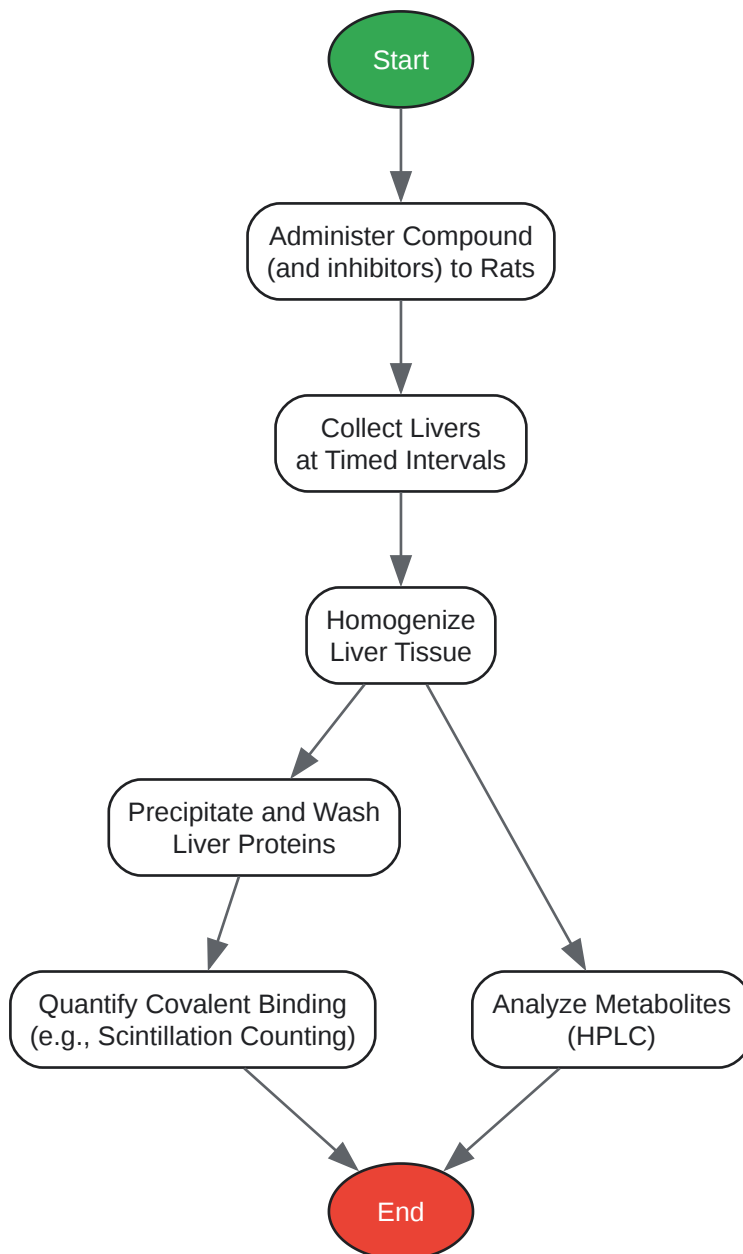 Start
Administer Compound
(and inhibitors) to Rats
Collect Livers
at Timed Intervals
Homogenize
Liver Tissue
Precipitate and Wash
Liver Proteins
Quantify Covalent Binding
(e.g., Scintillation Counting)
Analyze Metabolites
(HPLC)
End